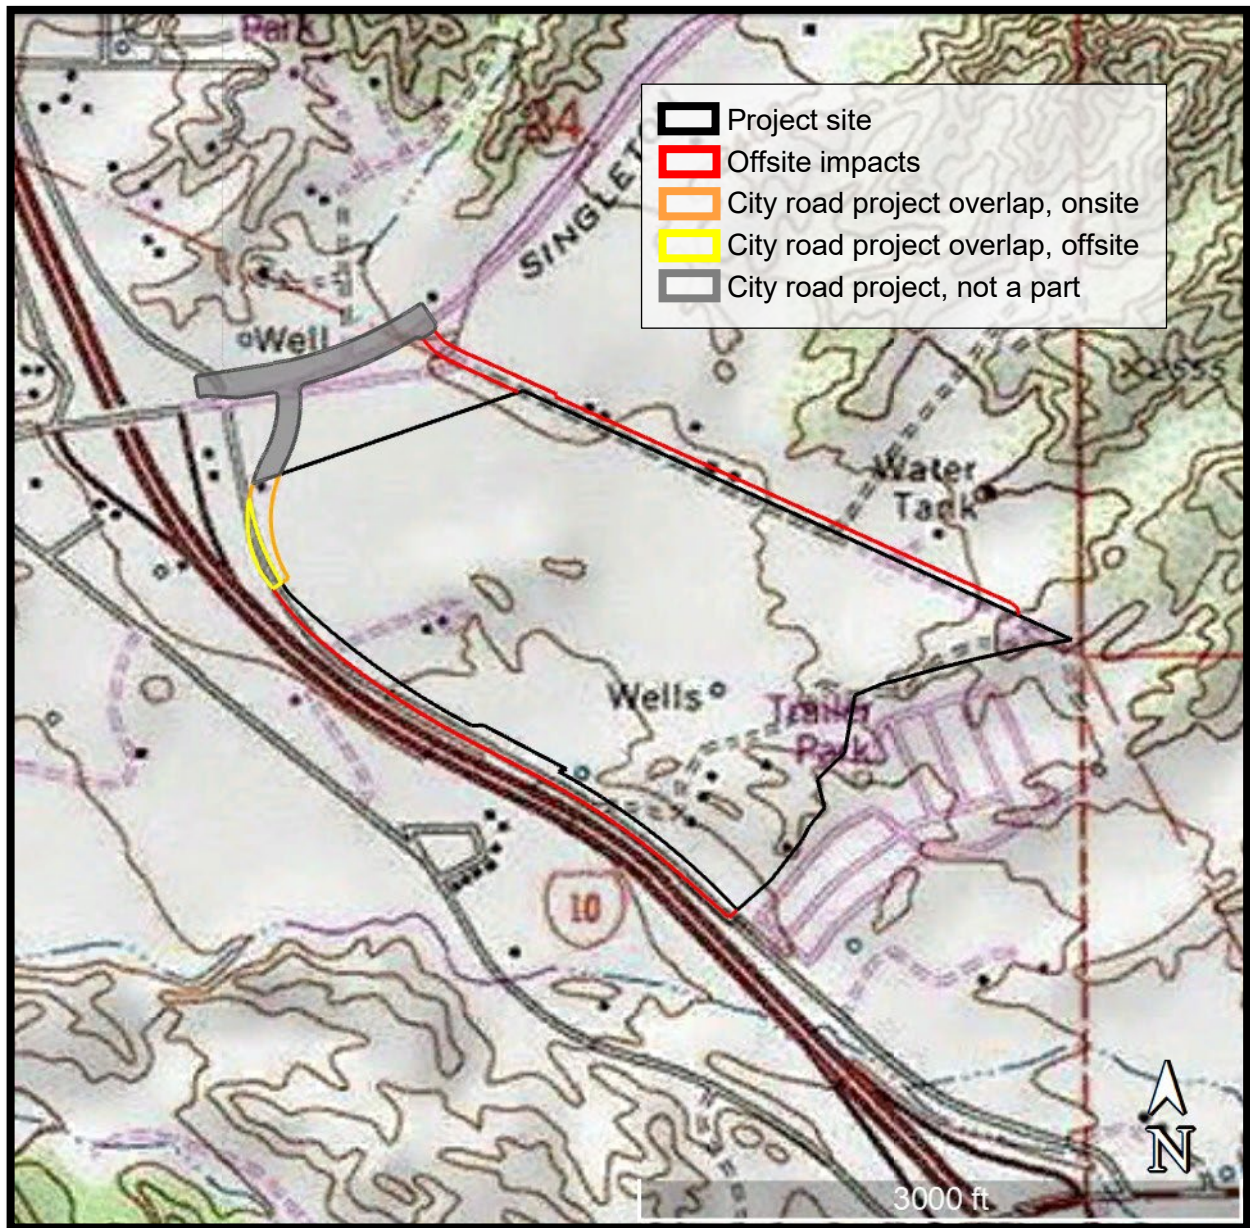 Park
34
Project site
Offsite impacts
City road project overlap, onsite
City road project overlap, offsite
City road project, not a part
Well
Water
Tank
Wells
Trailer
Park
10
N
3000 ft